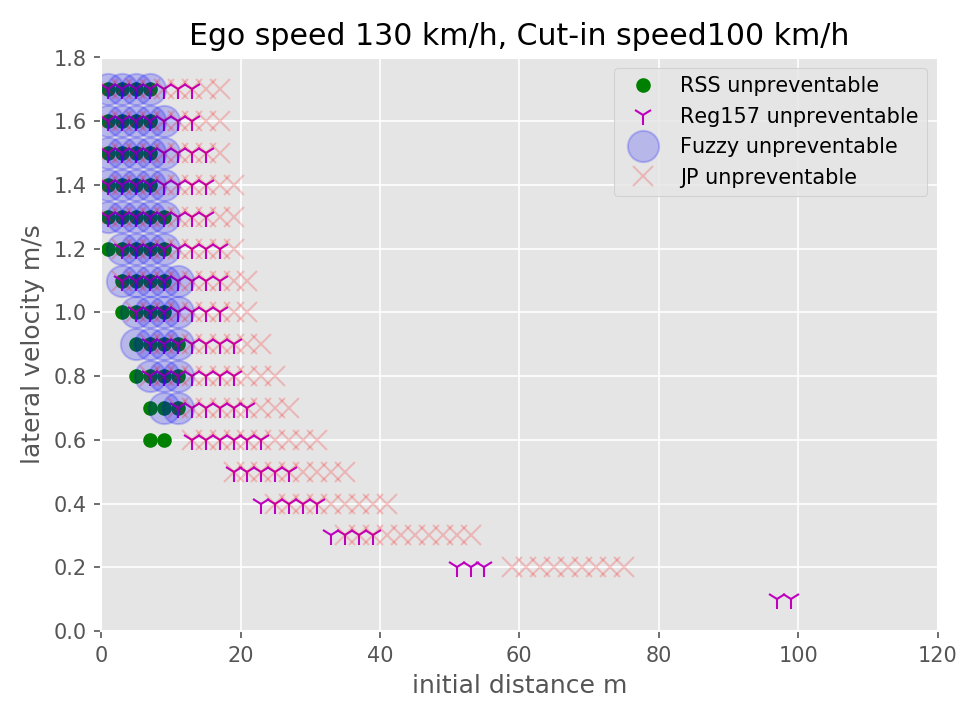 Ego speed 130 km/h, Cut-in speed100 km/h
RSS unpreventable
Reg157 unpreventable
Fuzzy unpreventable
JP unpreventable
lateral velocity m/s
1.8
1.6
1.4
1.2
1.0
0.8
0.6
0.4
0.2
0.0
0 20 40 60 80 100 120
initial distance m